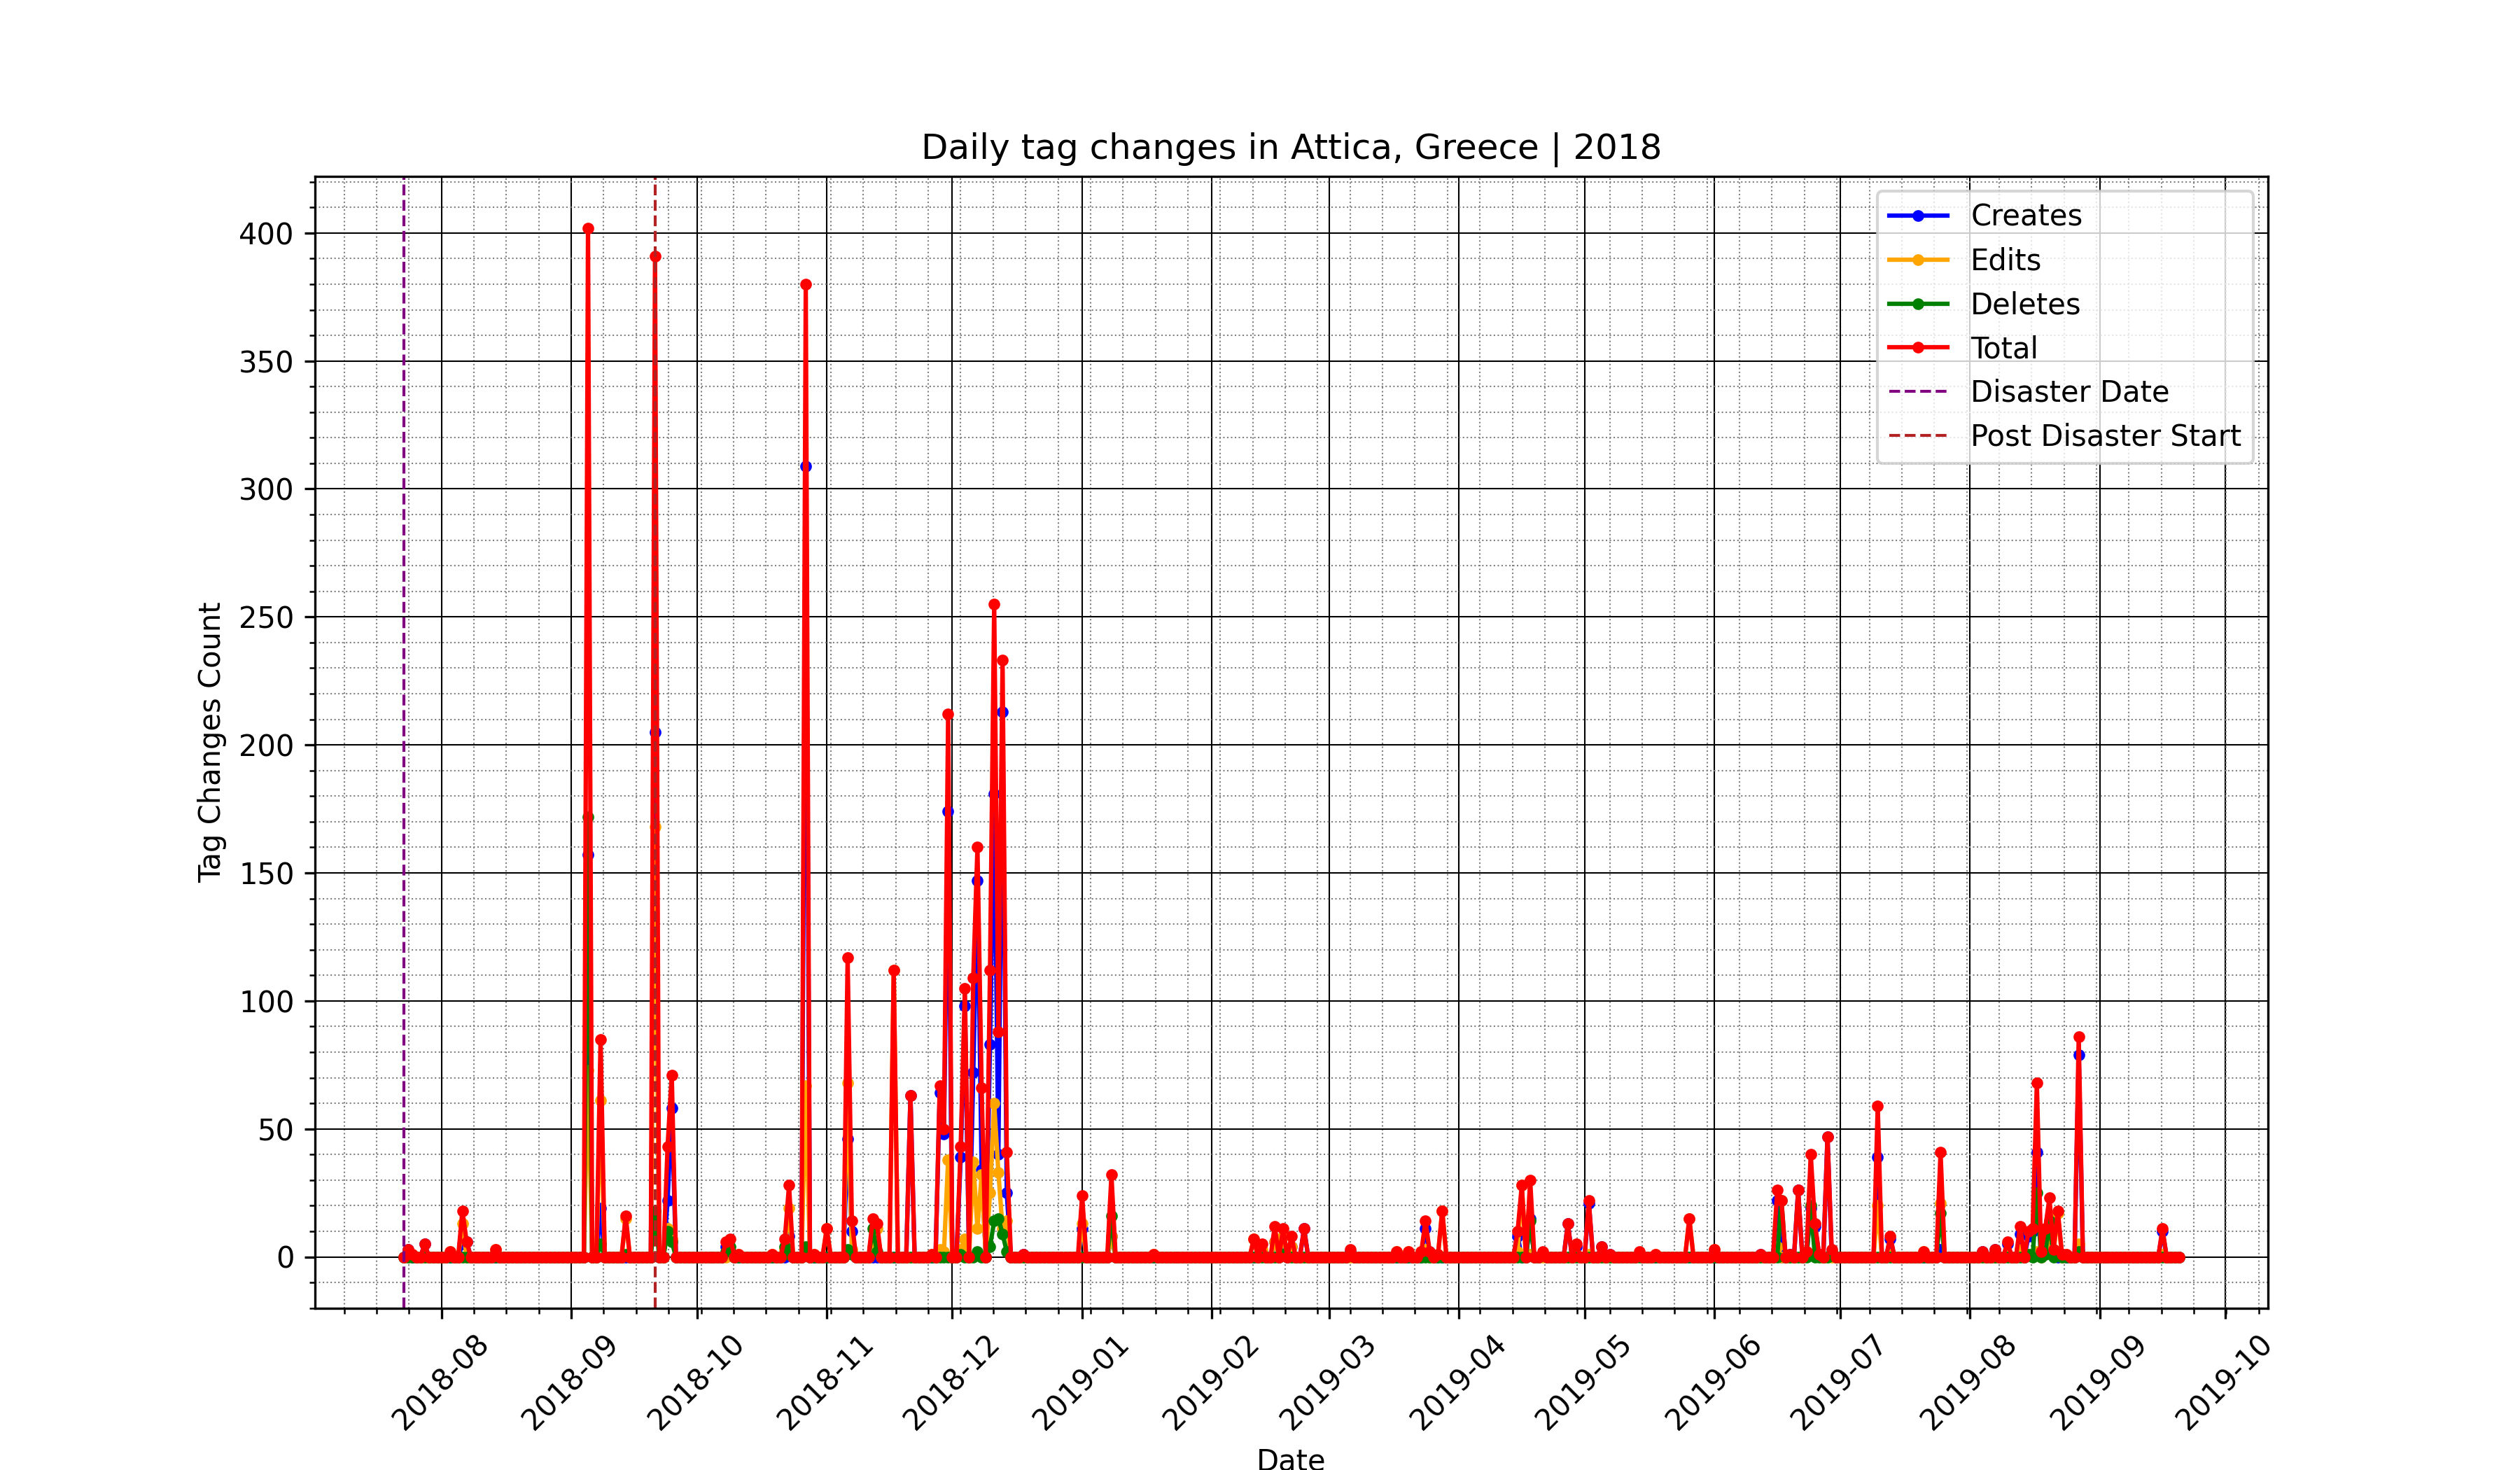 Daily tag changes in Attica, Greece | 2018
Tag Changes Count
400
350
300
250
200
150
100
50
0
Creates
Edits
Deletes
Total
Disaster Date
Post Disaster Start
2018-08
2018-09
2018-10
2018-11
2018-12
2019-01
2019-02
2019-03
2019-04
2019-05
2019-06
2019-07
2019-08
2019-09
2019-10
Date